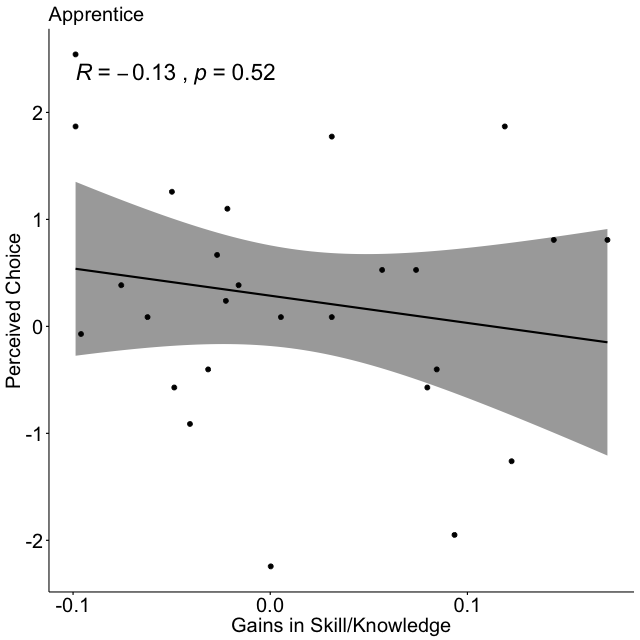 Apprentice
R = −0.13 , p = 0.52
2
1
0
-1
-2
Perceived Choice
-0.1 0.0 0.1
Gains in Skill/Knowledge